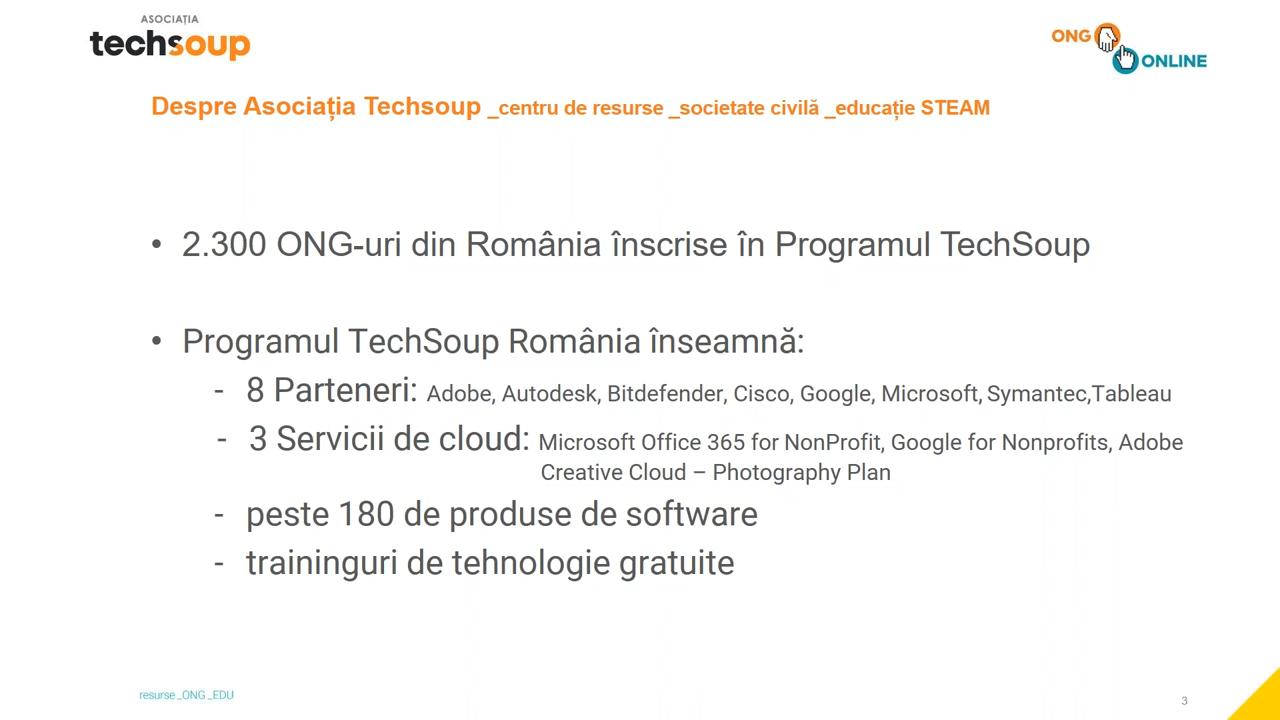 ASOCIAȚIA
techsoup
ONG
ONLINE
Despre Asociația Techsoup _centru de resurse _societate civilă _educație STEAM
• 2.300 ONG-uri din România înscrise în Programul TechSoup
• Programul TechSoup România înseamnă:
- 8 Parteneri: Adobe, Autodesk, Bitdefender, Cisco, Google, Microsoft, Symantec,Tableau
- 3 Servicii de cloud: Microsoft Office 365 for NonProfit, Google for Nonprofits, Adobe
Creative Cloud – Photography Plan
- peste 180 de produse de software
- traininguri de tehnologie gratuite
resurse _ONG _EDU
3